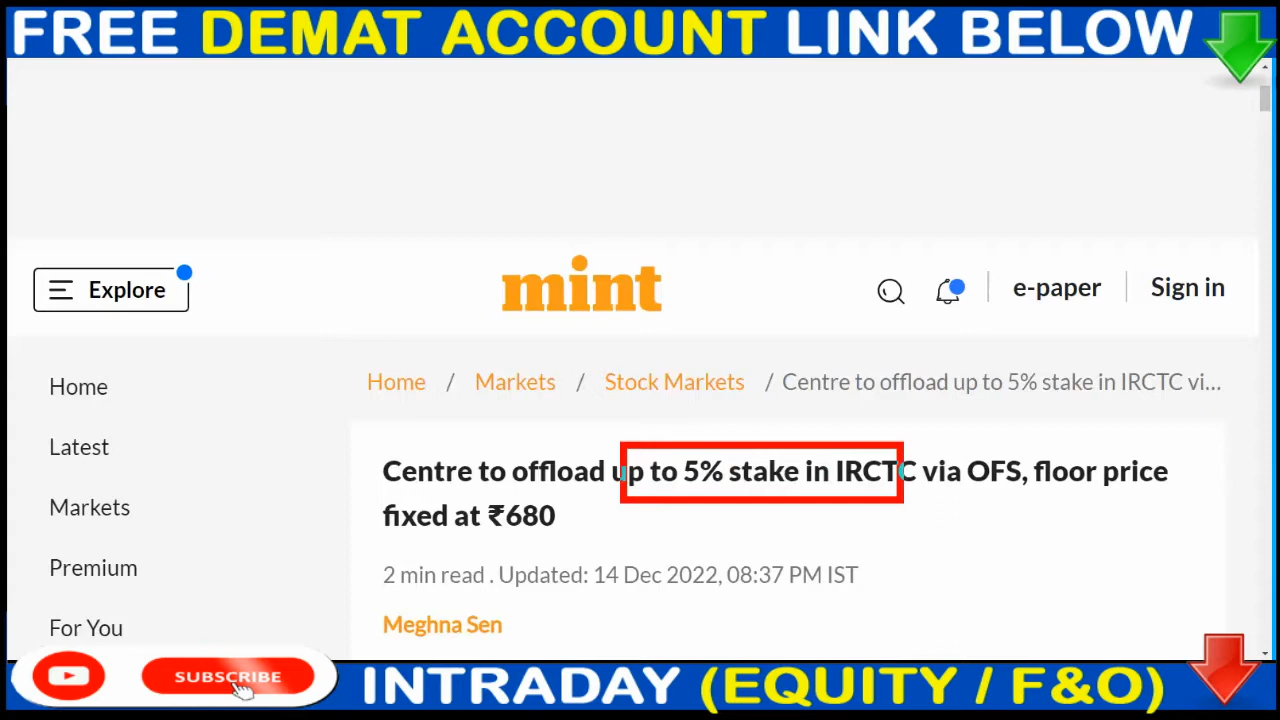 FREE DEMAT ACCOUNT LINK BELOW
Explore
mint
e-paper
Sign in
Home / Markets / Stock Markets / Centre to offload up to 5% stake in IRCTC vi...
Home
Latest
Markets
Premium
For You
Centre to offload up to 5% stake in IRCTC via OFS, floor price
fixed at ₹680
2 min read . Updated: 14 Dec 2022, 08:37 PM IST
Meghna Sen
SUBSCRIBE
INTRADAY (EQUITY / F&O)